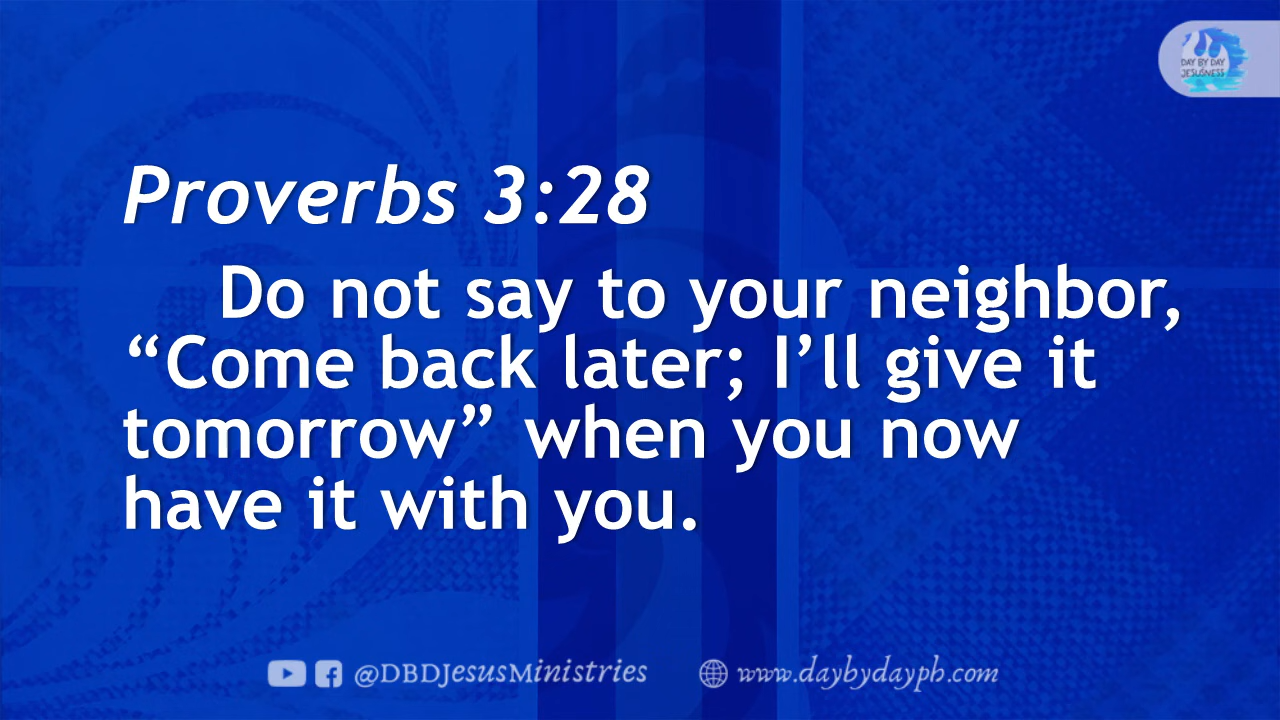 DAY BY DAY
JESUSNESS
Proverbs 3:28
Do not say to your neighbor,
“Come back later; I’ll give it
tomorrow” when you now
have it with you.
@DBDJesusMinistries www.daybydayph.com